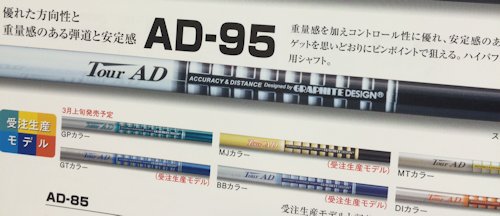 優れた方向性と
重量感のある弾道と安定感
AD-95
重量感を加えコントロール性に優れ、安定感のあ
ゲットを思いどおりにピンポイントで狙える。ハイパフ
用シャフト。
TOUR AD
ACCURACY & DISTANCE Designed by GRAPHITE DESIGN®
受注生産
モデル
3月上旬発売予定
GPカラー
MJカラー
(受注生産モデル)
MTカラー
GTカラー
(受注生産モデル)
TOUR AD
BBカラー
(受注生産モデル)
DIカラー
AD-85